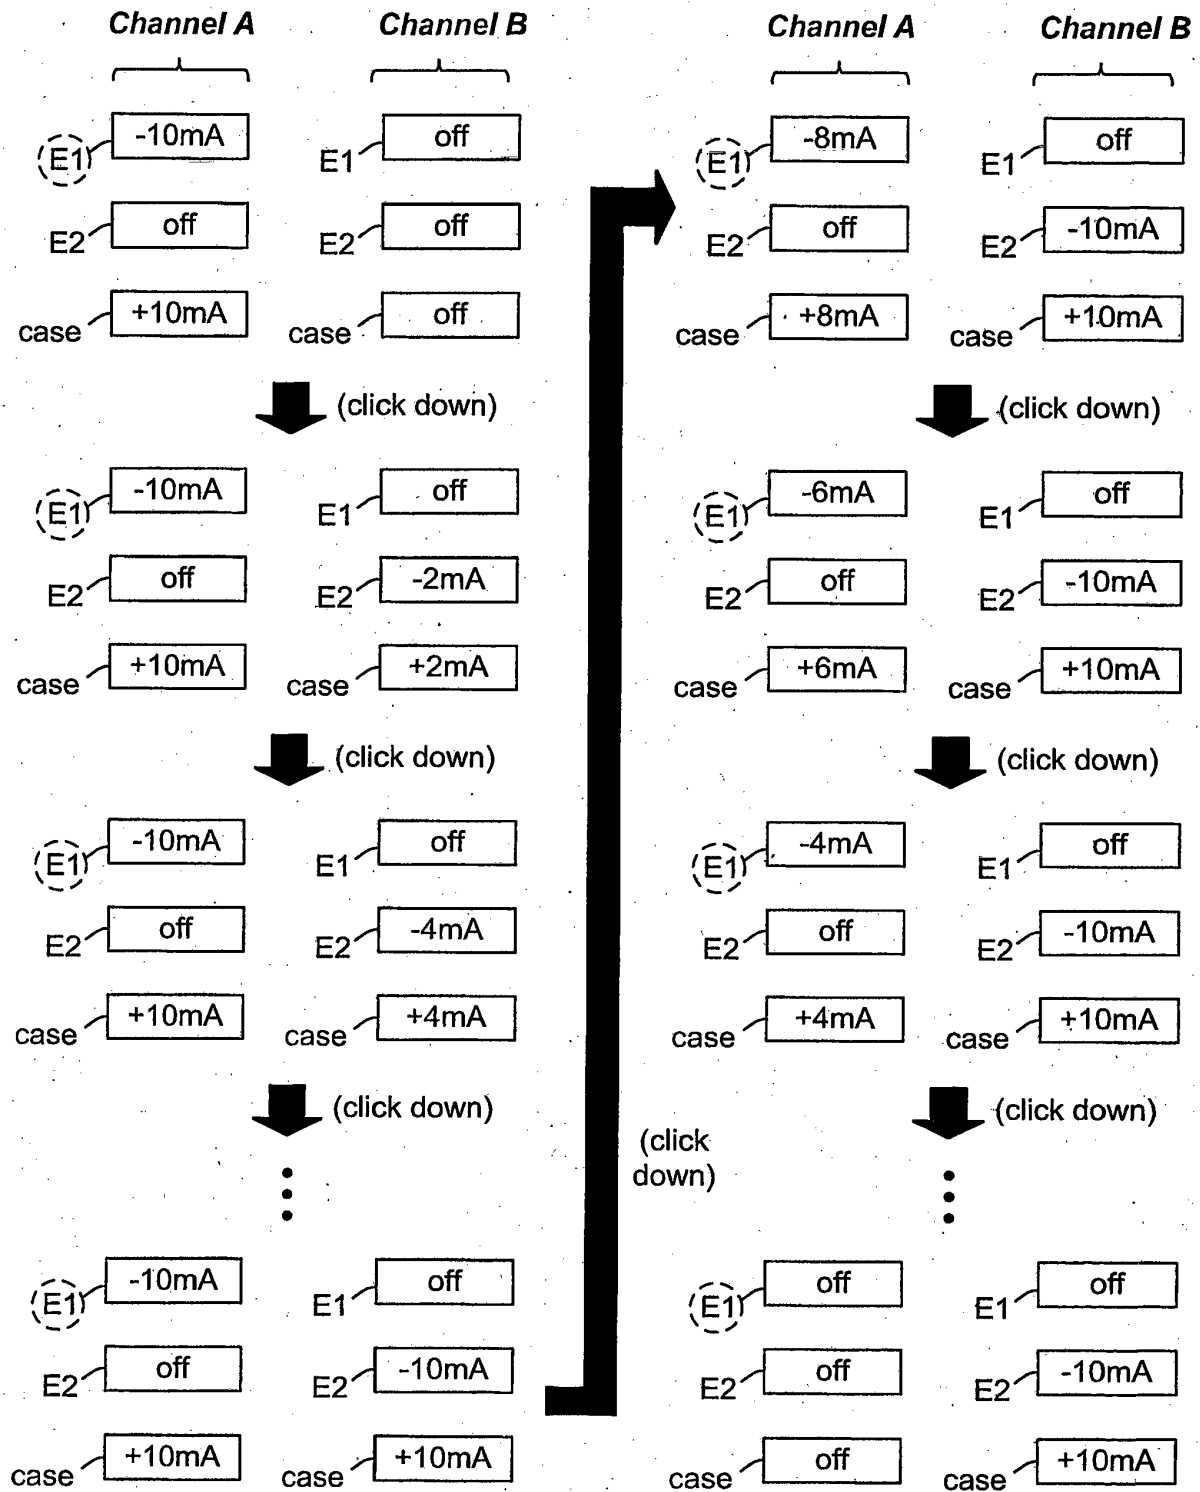 Channel A Channel B
E1 -10mA E1 off
E2 off E2 off
case +10mA case off
(click down)
E1 -10mA E1 off
E2 off E2 -2mA
case +10mA case +2mA
(click down)
E1 -10mA E1 off
E2 off E2 -4mA
case +10mA case +4mA
(click down)
E1 -10mA E1 off
E2 off E2 -10mA
case +10mA case +10mA
(click
down)
Channel A Channel B
E1 -8mA E1 off
E2 off E2 -10mA
case +8mA case +10mA
(click down)
E1 -6mA E1 off
E2 off E2 -10mA
case +6mA case +10mA
(click down)
E1 -4mA E1 off
E2 off E2 -10mA
case +4mA case +10mA
(click down)
E1 off E1 off
E2 off E2 -10mA
case off case +10mA